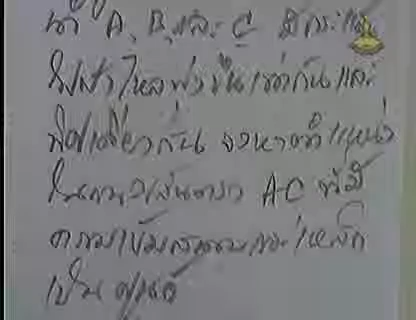 นำ A, B, และ C มีกระแส
ไฟฟ้าไหลผ่านขึ้นเท่ากัน และ
ทิศเดียวกัน จงหาตำแหน่ง
ในแนวเส้นตรง A-C ที่มี
ความเข้มสนามแม่เหล็ก
เป็นศูนย์